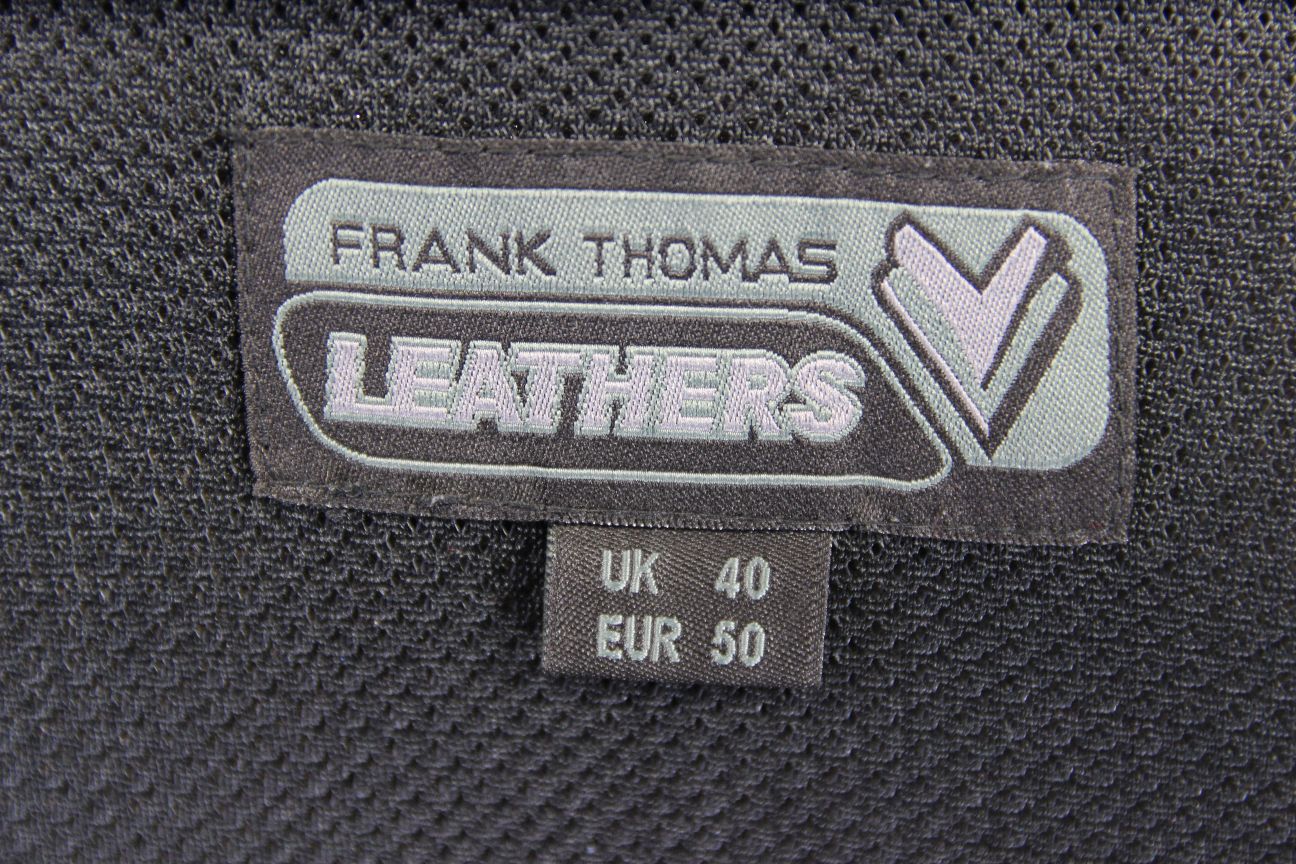 FRANK THOMAS
LEATHERS
UK 40
EUR 50